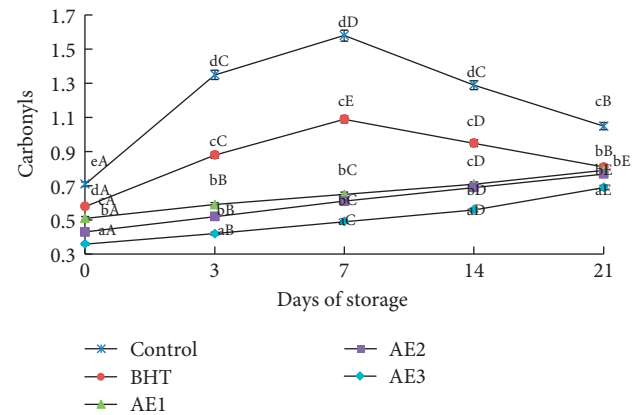 1.7
1.5
1.3
1.1
0.9
0.7
0.5
0.3
Carbonyls
dD
dC
dC
cE
cB
cC
cD
eA
bB
bC
cD
bB
bE
dA
cA
bA
bB
bC
bD
bE
aA
aB
aC
aD
aE
0 3 7 14 21
Days of storage
Control
BHT
AE1
AE2
AE3